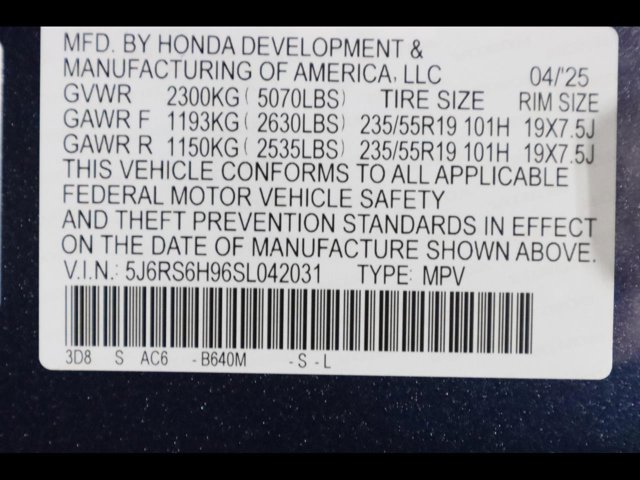 MFD. BY HONDA DEVELOPMENT &
MANUFACTURING OF AMERICA, LLC 04/'25
GVWR 2300KG ( 5070LBS) TIRE SIZE RIM SIZE
GAWR F 1193KG ( 2630LBS) 235/55R19 101H 19X7.5J
GAWR R 1150KG ( 2535LBS) 235/55R19 101H 19X7.5J
THIS VEHICLE CONFORMS TO ALL APPLICABLE
FEDERAL MOTOR VEHICLE SAFETY
AND THEFT PREVENTION STANDARDS IN EFFECT
ON THE DATE OF MANUFACTURE SHOWN ABOVE.
V.I.N.: 5J6RS6H96SL042031 TYPE: MPV
3D8 S AC6 -B640M -S-L